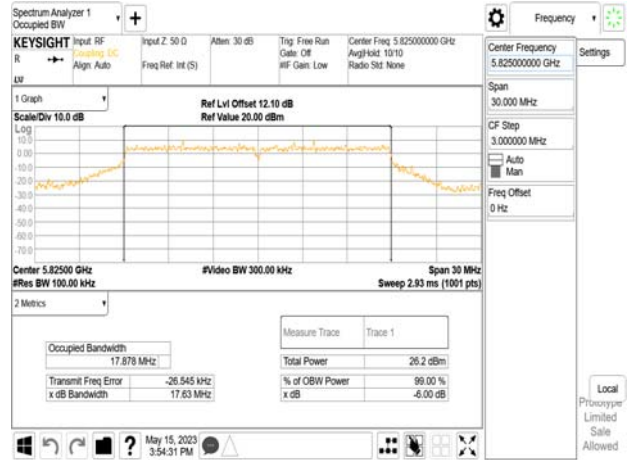 Spectrum Analyzer 1
Occupied BW
Frequency
KEYSIGHT
Input: RF
Coupling: DC
Align: Auto
Input Z: 50 Ω
Freq Ref: Int (S)
Atten: 30 dB
Trig: Free Run
Gate: Off
#IF Gain: Low
Center Freq: 5.825000000 GHz
Avg|Hold: 10/10
Radio Std: None
R
LXI
Center Frequency
5.825000000 GHz
Settings
Span
30.000 MHz
CF Step
3.000000 MHz
Auto
Man
Freq Offset
0 Hz
1 Graph
Ref Lvl Offset 12.10 dB
Scale/Div 10.0 dB
Ref Value 20.00 dBm
Log
10.0
0.00
-10.0
-20.0
-30.0
-40.0
-50.0
-60.0
-70.0
Center 5.82500 GHz
#Video BW 300.00 kHz
Span 30 MHz
#Res BW 100.00 kHz
Sweep 2.93 ms (1001 pts)
2 Metrics
Measure Trace
Trace 1
Occupied Bandwidth
17.878 MHz
Total Power
26.2 dBm
Transmit Freq Error
-26.545 kHz
% of OBW Power
99.00 %
x dB Bandwidth
17.63 MHz
x dB
-6.00 dB
Local
Prototype
Limited
Sale
Allowed
?
May 15, 2023
3:54:31 PM